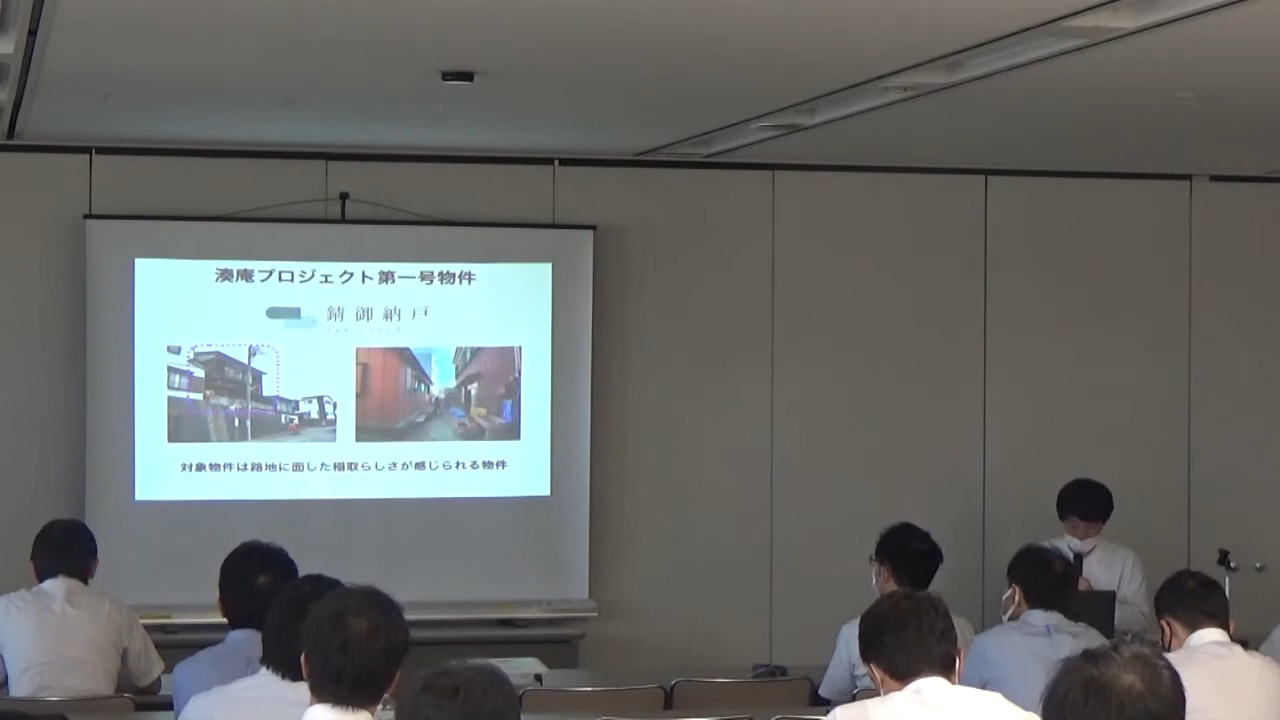 湊庵プロジェクト第一号物件
錆御納戸
対象物件は路地に面した稲取らしさが感じられる物件